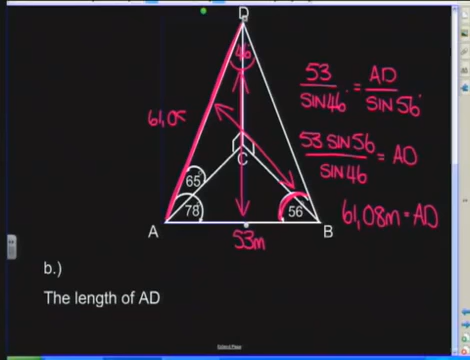 D
46
53 / SIN46° = AD / SIN56°
61,08
53 SIN56 / SIN46 = AD
C
65°
78°
56°
61,08m = AD
A
B
53m
b.)
The length of AD